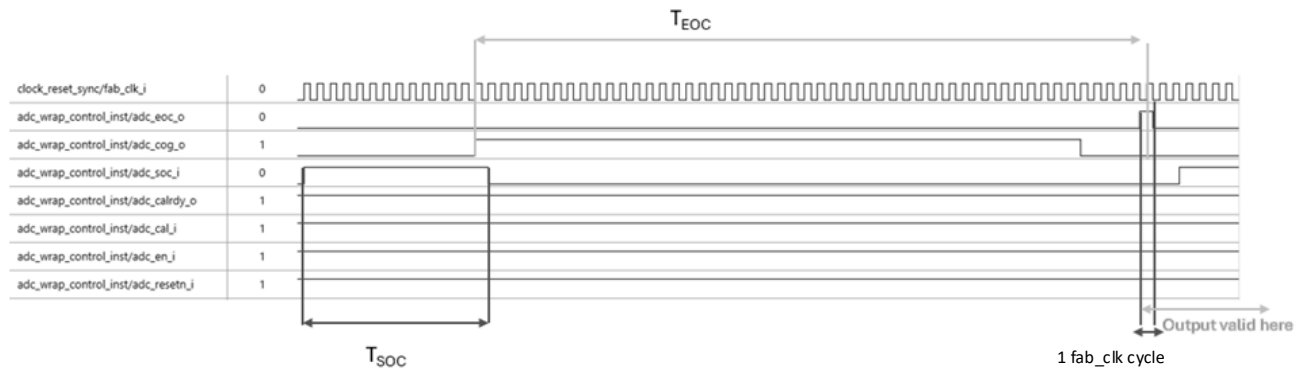 TEOC
clock_reset_sync/fab_clk_i 0
adc_wrap_control_inst/adc_eoc_o 0
adc_wrap_control_inst/adc_cog_o 1
adc_wrap_control_inst/adc_soc_i 0
adc_wrap_control_inst/adc_calrdy_o 1
adc_wrap_control_inst/adc_cal_i 1
adc_wrap_control_inst/adc_en_i 1
adc_wrap_control_inst/adc_resetn_i 1
Output valid here
TSOC
1 fab_clk cycle